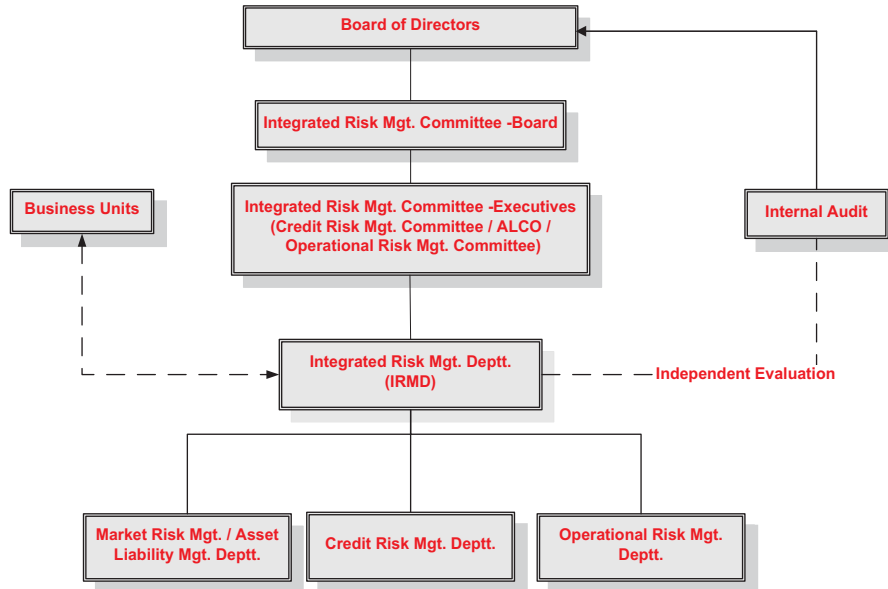 Board of Directors
Integrated Risk Mgt. Committee -Board
Business Units
Integrated Risk Mgt. Committee -Executives
(Credit Risk Mgt. Committee / ALCO /
Operational Risk Mgt. Committee)
Internal Audit
Integrated Risk Mgt. Deptt.
(IRMD)
Independent Evaluation
Market Risk Mgt. / Asset
Liability Mgt. Deptt.
Credit Risk Mgt. Deptt.
Operational Risk Mgt.
Deptt.